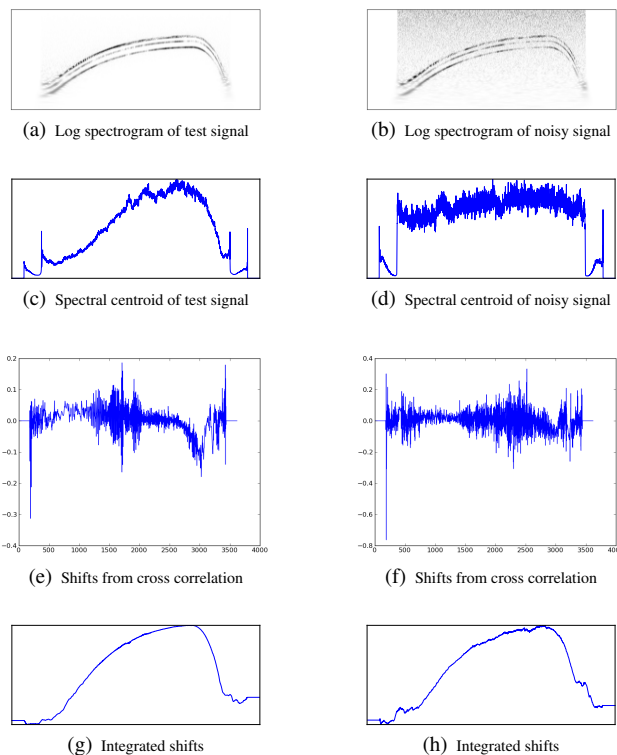 (a) Log spectrogram of test signal
(b) Log spectrogram of noisy signal
(c) Spectral centroid of test signal
(d) Spectral centroid of noisy signal
0.2
0.1
0.0
−0.1
−0.2
−0.3
−0.4
0 500 1000 1500 2000 2500 3000 3500 4000
(e) Shifts from cross correlation
0.4
0.2
0.0
−0.2
−0.4
−0.6
−0.8
0 500 1000 1500 2000 2500 3000 3500 4000
(f) Shifts from cross correlation
(g) Integrated shifts
(h) Integrated shifts